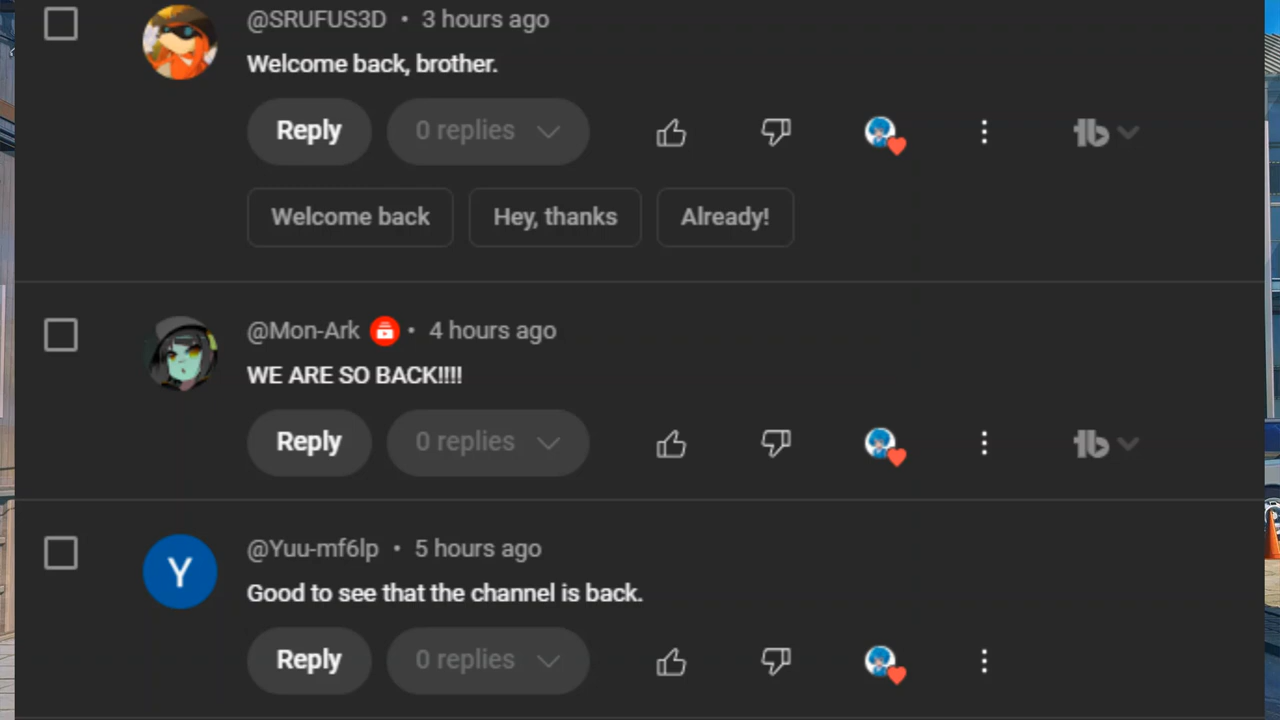 @SRUFUS3D • 3 hours ago
Welcome back, brother.
Reply 0 replies
Welcome back Hey, thanks Already!
@Mon-Ark • 4 hours ago
WE ARE SO BACK!!!!
Reply 0 replies
@Yuu-mf6lp • 5 hours ago
Y
Good to see that the channel is back.
Reply 0 replies